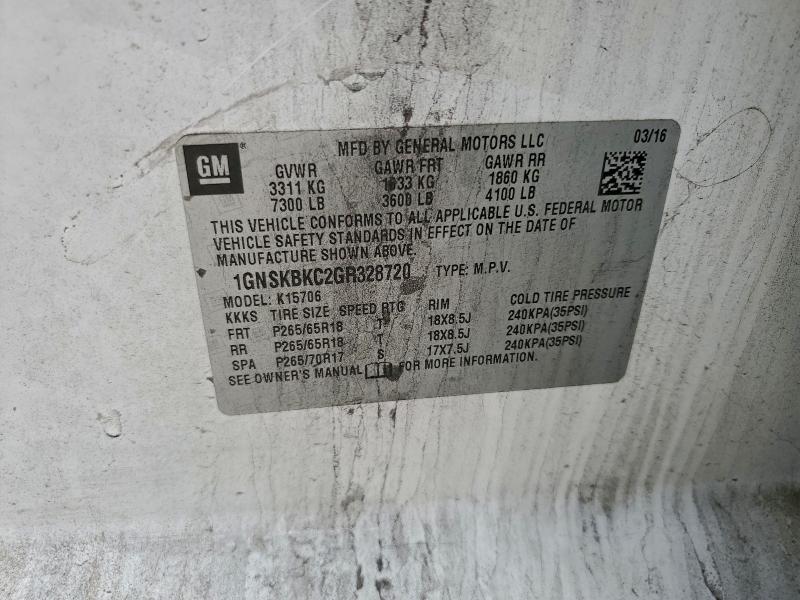 GM
MFD BY GENERAL MOTORS LLC 03/16
GVWR GAWR FRT GAWR RR
3311 KG 1633 KG 1860 KG
7300 LB 3600 LB 4100 LB
THIS VEHICLE CONFORMS TO ALL APPLICABLE U.S. FEDERAL MOTOR
VEHICLE SAFETY STANDARDS IN EFFECT ON THE DATE OF
MANUFACTURE SHOWN ABOVE.
1GNSKBKC2GR328720 TYPE: M.P.V.
MODEL: K15706
KKKS TIRE SIZE SPEED RTG RIM COLD TIRE PRESSURE
FRT P265/65R18 T 18X8.5J 240KPA(35PSI)
RR P265/65R18 T 18X8.5J 240KPA(35PSI)
SPA P265/70R17 S 17X7.5J 240KPA(35PSI)
SEE OWNER'S MANUAL FOR MORE INFORMATION.